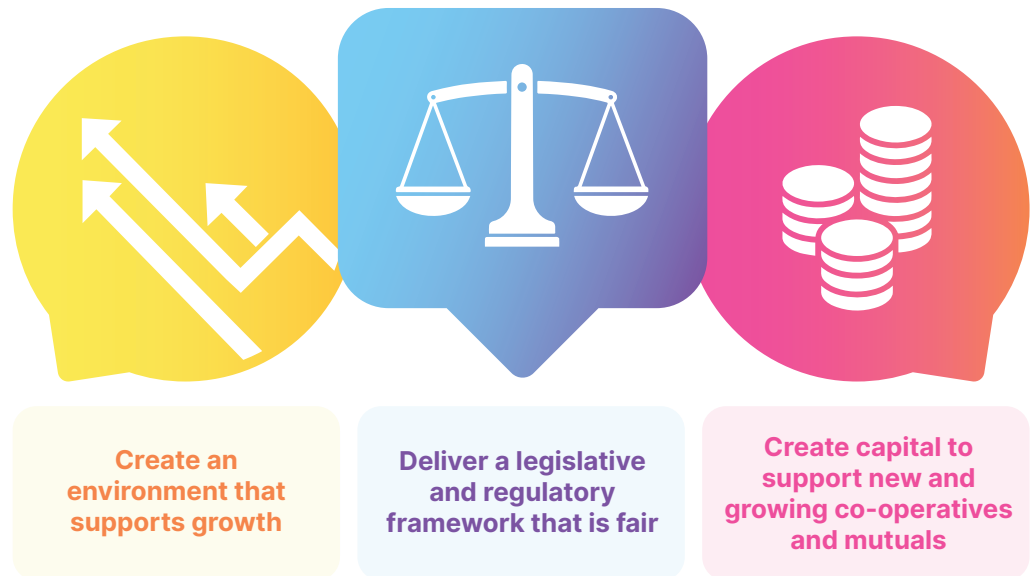 Create an
environment that
supports growth
Deliver a legislative
and regulatory
framework that is fair
Create capital to
support new and
growing co-operatives
and mutuals